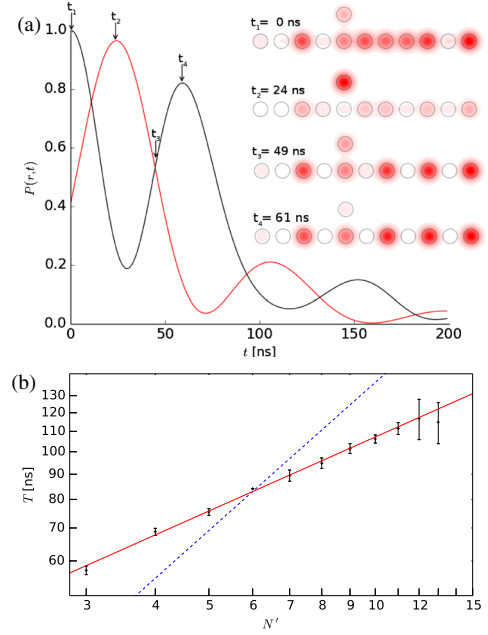 (a)
t1
t2
t4
t3
1.0
0.8
0.6
0.4
0.2
0.0
P(r,t)
0
50
100
150
200
t [ns]
t1= 0 ns
t2= 24 ns
t3= 49 ns
t4= 61 ns
(b)
130
120
110
100
90
80
70
60
T [ns]
3
4
5
6
7
8
9
10
12
15
N′